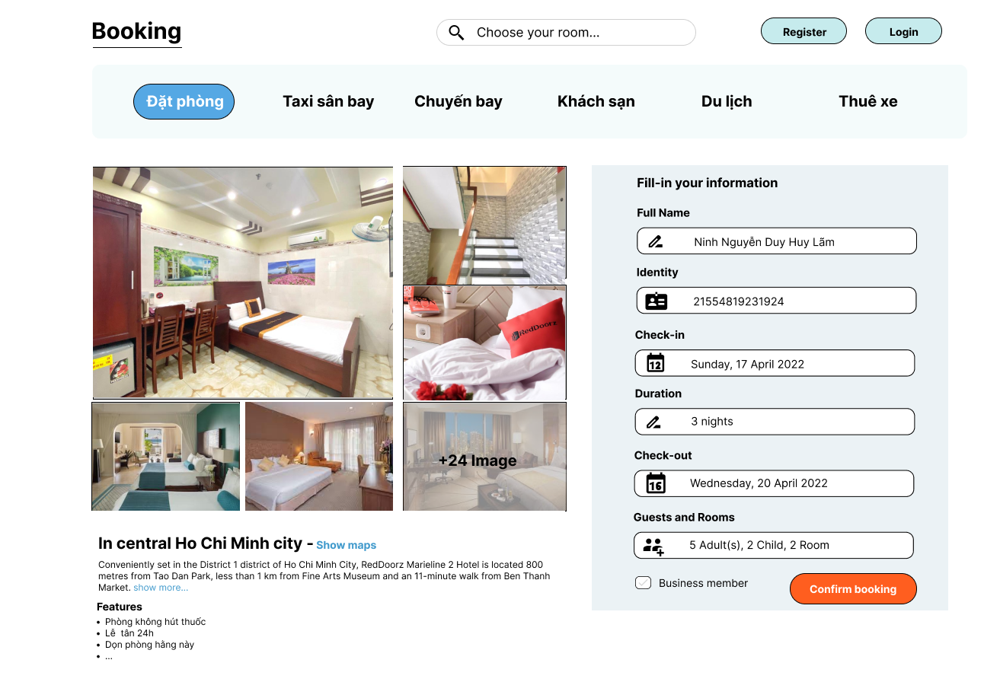 Booking
Choose your room...
Register
Login
Đặt phòng
Taxi sân bay
Chuyến bay
Khách sạn
Du lịch
Thuê xe
RedDoorz
+24 Image
In central Ho Chi Minh city - Show maps
Conveniently set in the District 1 district of Ho Chi Minh City, RedDoorz Marieline 2 Hotel is located 800
metres from Tao Dan Park, less than 1 km from Fine Arts Museum and an 11-minute walk from Ben Thanh
Market. show more...
Features
• Phòng không hút thuốc
• Lễ tân 24h
• Dọn phòng hằng này
• ...
Fill-in your information
Full Name
Ninh Nguyễn Duy Huy Lãm
Identity
21554819231924
Check-in
12
Sunday, 17 April 2022
Duration
3 nights
Check-out
16
Wednesday, 20 April 2022
Guests and Rooms
5 Adult(s), 2 Child, 2 Room
Business member
Confirm booking